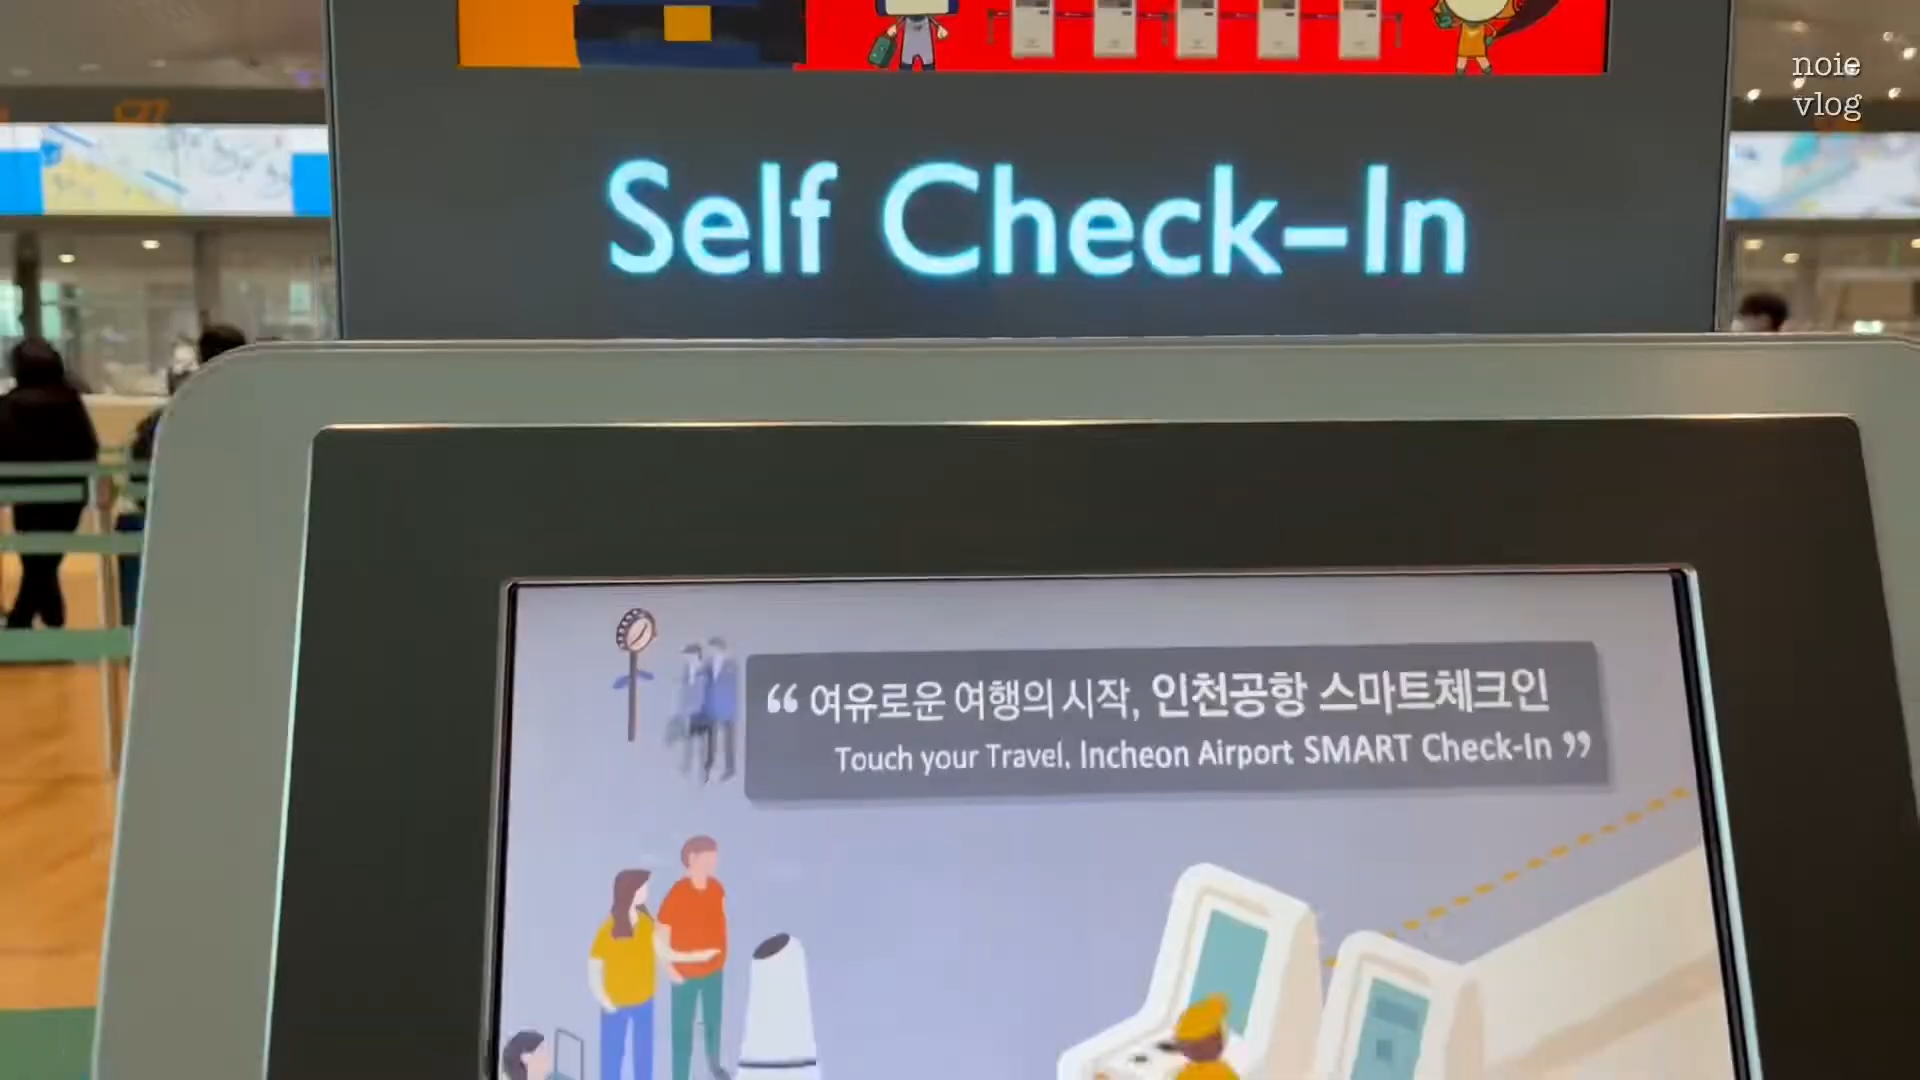 noie
vlog
Self Check-In
“ 여유로운 여행의 시작, 인천공항 스마트체크인
Touch your Travel, Incheon Airport SMART Check-In ”